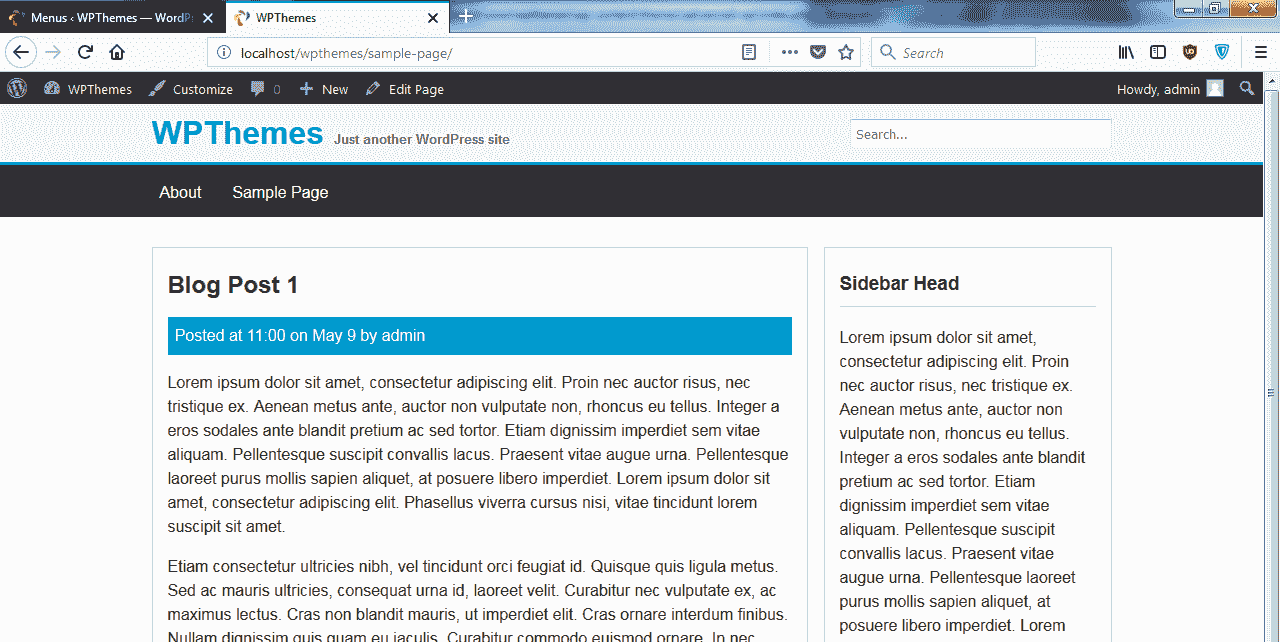 Menus ‹ WPThemes — WordP
WPThemes
localhost/wpthemes/sample-page/
Search
WPThemes
Customize
0
New
Edit Page
Howdy, admin
WPThemes
Just another WordPress site
Search...
About
Sample Page
Blog Post 1
Posted at 11:00 on May 9 by admin
Lorem ipsum dolor sit amet, consectetur adipiscing elit. Proin nec auctor risus, nec
tristique ex. Aenean metus ante, auctor non vulputate non, rhoncus eu tellus. Integer a
eros sodales ante blandit pretium ac sed tortor. Etiam dignissim imperdiet sem vitae
aliquam. Pellentesque suscipit convallis lacus. Praesent vitae augue urna. Pellentesque
laoreet purus mollis sapien aliquet, at posuere libero imperdiet. Lorem ipsum dolor sit
amet, consectetur adipiscing elit. Phasellus viverra cursus nisi, vitae tincidunt lorem
suscipit sit amet.
Etiam consectetur ultricies nibh, vel tincidunt orci feugiat id. Quisque quis ligula metus.
Sed ac mauris ultricies, consequat urna id, laoreet velit. Curabitur nec vulputate ex, ac
maximus lectus. Cras non blandit mauris, ut imperdiet elit. Cras ornare interdum finibus.
Nullam dignissim quis quam eu iaculis. Curabitur commodo euismod ornare. In nec
Sidebar Head
Lorem ipsum dolor sit amet,
consectetur adipiscing elit. Proin
nec auctor risus, nec tristique ex.
Aenean metus ante, auctor non
vulputate non, rhoncus eu tellus.
Integer a eros sodales ante blandit
pretium ac sed tortor. Etiam
dignissim imperdiet sem vitae
aliquam. Pellentesque suscipit
convallis lacus. Praesent vitae
augue urna. Pellentesque laoreet
purus mollis sapien aliquet, at
posuere libero imperdiet. Lorem